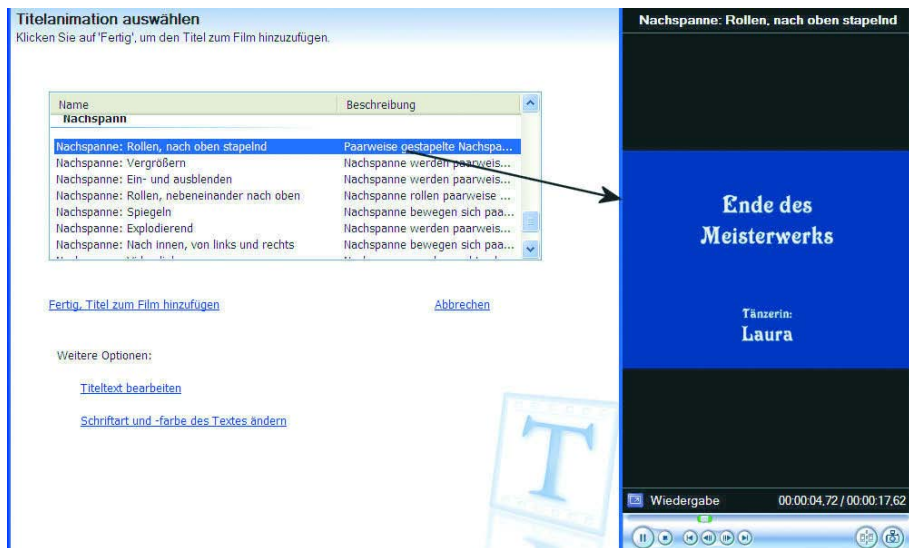 Titelanimation auswählen
Klicken Sie auf 'Fertig', um den Titel zum Film hinzuzufügen.
Name Beschreibung
Nachspann
Nachspanne: Rollen, nach oben stapelnd Paarweise gestapelte Nachspa...
Nachspanne: Vergrößern Nachspanne werden paarweis...
Nachspanne: Ein- und ausblenden Nachspanne werden paarweis...
Nachspanne: Rollen, nebeneinander nach oben Nachspanne rollen paarweise ...
Nachspanne: Spiegeln Nachspanne bewegen sich paa...
Nachspanne: Explodierend Nachspanne werden paarweis...
Nachspanne: Nach innen, von links und rechts Nachspanne bewegen sich paa...
Fertig, Titel zum Film hinzufügen Abbrechen
Weitere Optionen:
Titeltext bearbeiten
Schriftart und -farbe des Textes ändern
T
Nachspanne: Rollen, nach oben stapelnd
Ende des
Meisterwerks
Tänzerin:
Laura
Wiedergabe 00:00:04,72 / 00:00:17,62